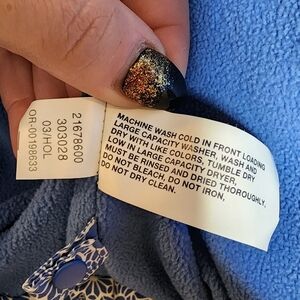 MACHINE WASH COLD IN FRONT LOADING
LARGE CAPACITY WASHER, WASH AND
DRY WITH LIKE COLORS, TUMBLE DRY
LOW IN LARGE CAPACITY DRYER,
MUST BE RINSED AND DRIED THOROUGHLY,
DO NOT BLEACH, DO NOT IRON,
DO NOT DRY CLEAN.
21678600
303028
03/HOL
OR-00198633